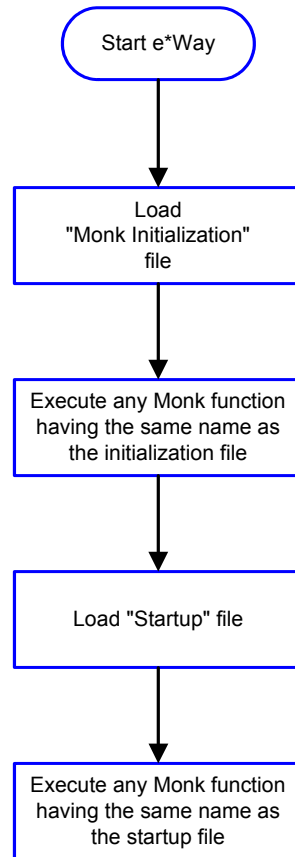 Start e*Way
Load
"Monk Initialization"
file
Execute any Monk function
having the same name as
the initialization file
Load "Startup" file
Execute any Monk function
having the same name as
the startup file